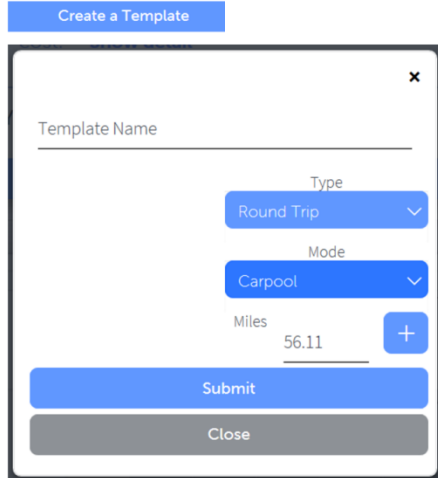 Create a Template
Template Name
Type
Round Trip
Mode
Carpool
Miles
56.11
Submit
Close